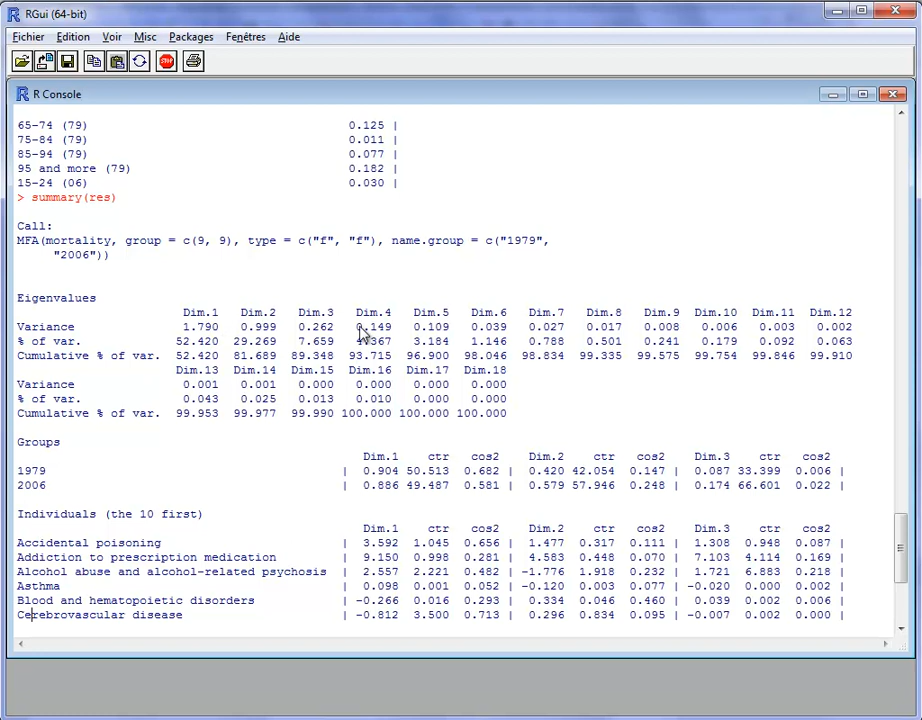 RGui (64-bit)
Fichier Edition Voir Misc Packages Fenêtres Aide
STOP
R Console
65-74 (79) 0.125 |
75-84 (79) 0.011 |
85-94 (79) 0.077 |
95 and more (79) 0.182 |
15-24 (06) 0.030 |
> summary(res)
Call:
MFA(mortality, group = c(9, 9), type = c("f", "f"), name.group = c("1979",
"2006"))
Eigenvalues
Dim.1 Dim.2 Dim.3 Dim.4 Dim.5 Dim.6 Dim.7 Dim.8 Dim.9 Dim.10 Dim.11 Dim.12
Variance 1.790 0.999 0.262 0.149 0.109 0.039 0.027 0.017 0.008 0.006 0.003 0.002
% of var. 52.420 29.269 7.659 4.367 3.184 1.146 0.788 0.501 0.241 0.179 0.092 0.063
Cumulative % of var. 52.420 81.689 89.348 93.715 96.900 98.046 98.834 99.335 99.575 99.754 99.846 99.910
Dim.13 Dim.14 Dim.15 Dim.16 Dim.17 Dim.18
Variance 0.001 0.001 0.000 0.000 0.000 0.000
% of var. 0.043 0.025 0.013 0.010 0.000 0.000
Cumulative % of var. 99.953 99.977 99.990 100.000 100.000 100.000
Groups
Dim.1 ctr cos2 Dim.2 ctr cos2 Dim.3 ctr cos2
1979 | 0.904 50.513 0.682 | 0.420 42.054 0.147 | 0.087 33.399 0.006 |
2006 | 0.886 49.487 0.581 | 0.579 57.946 0.248 | 0.174 66.601 0.022 |
Individuals (the 10 first)
Dim.1 ctr cos2 Dim.2 ctr cos2 Dim.3 ctr cos2
Accidental poisoning | 3.592 1.045 0.656 | 1.477 0.317 0.111 | 1.308 0.948 0.087 |
Addiction to prescription medication | 9.150 0.998 0.281 | 4.583 0.448 0.070 | 7.103 4.114 0.169 |
Alcohol abuse and alcohol-related psychosis | 2.557 2.221 0.482 | -1.776 1.918 0.232 | 1.721 6.883 0.218 |
Asthma | 0.098 0.001 0.052 | -0.120 0.003 0.077 | -0.020 0.000 0.002 |
Blood and hematopoietic disorders | -0.266 0.016 0.293 | 0.334 0.046 0.460 | 0.039 0.002 0.006 |
Cerebrovascular disease | -0.812 3.500 0.713 | 0.296 0.834 0.095 | -0.007 0.002 0.000 |